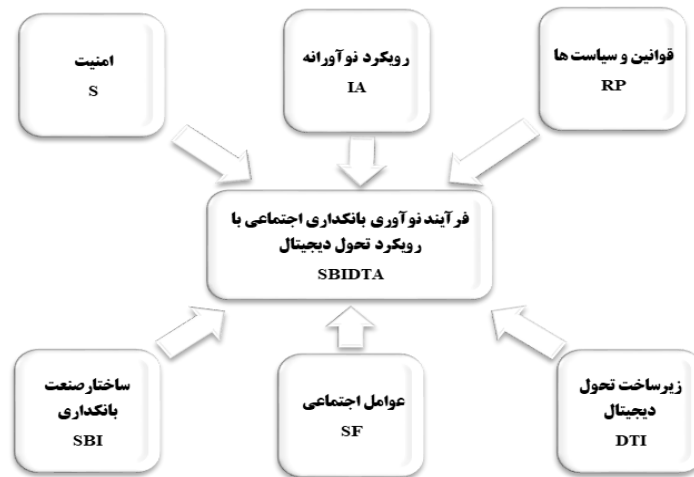 قوانین و سیاست ها
RP
رویکرد نوآورانه
IA
امنیت
S
فرآیند نوآوری بانکداری اجتماعی با
رویکرد تحول دیجیتال
SBIDTA
زیرساخت تحول
دیجیتال
DTI
عوامل اجتماعی
SF
ساختار صنعت
بانکداری
SBI